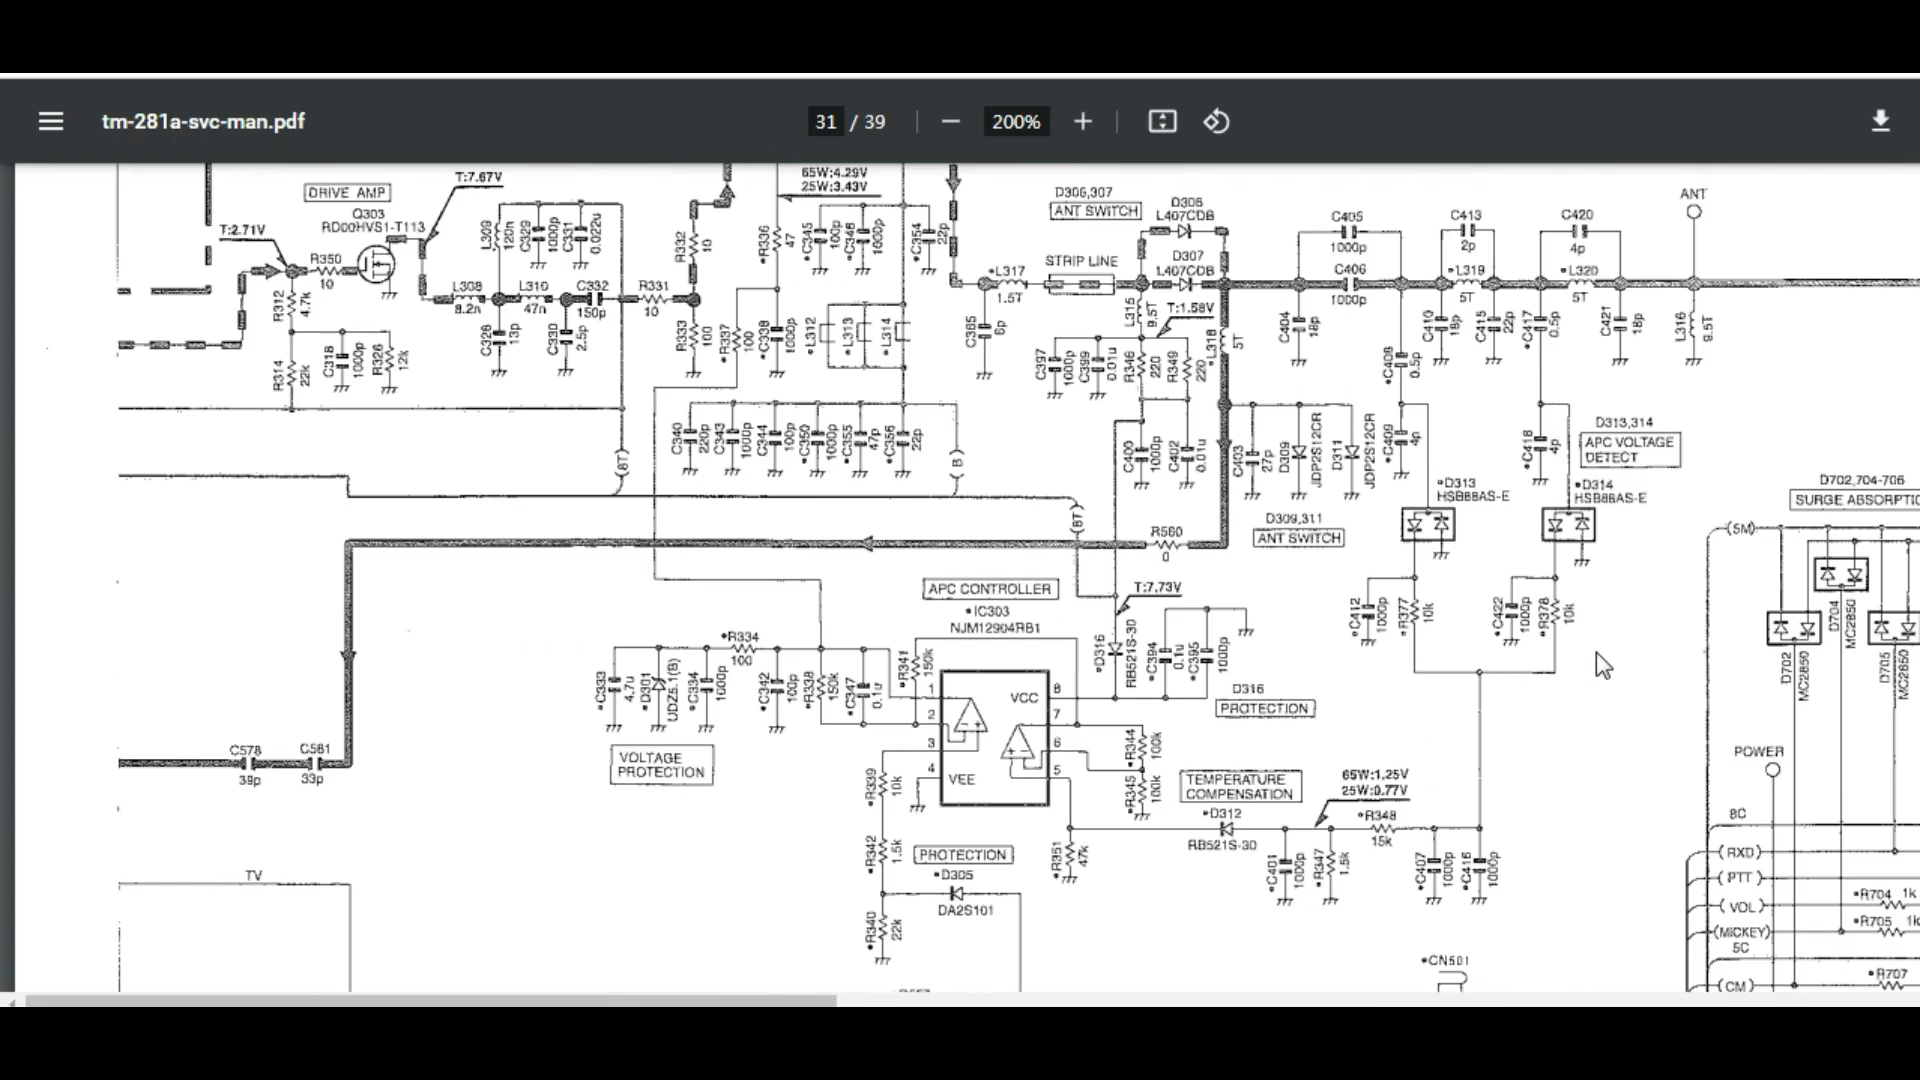 tm-281a-svc-man.pdf
31 / 39
200%
T:7.67V
DRIVE AMP
Q303
RD00HVS1-T113
T:2.71V
R350
10
R312
4.7k
R314
22k
C318
1000p
R326
12k
L309
120n
C329
1000p
C331
0.022u
L308
8.2n
L310
47n
C332
150p
R331
10
C326
13p
C330
2.5p
R332
10
R333
100
65W:4.29V
25W:3.43V
R336
47
C345
100p
C348
1000p
C354
22p
R337
100
C338
1000p
L312
L313
L314
C340
220p
C343
1000p
C344
100p
C350
1000p
C355
47p
C356
22p
(8T)
(B)
(8T)
L317
1.5T
C385
6p
STRIP LINE
D306,307
ANT SWITCH
D306
L407CDB
D307
L407CDB
L315
9.5T
T:1.58V
L318
5T
C397
1000p
C399
0.01u
R346
220
R349
220
C400
1000p
C402
0.01u
C403
27p
D309
JDP2S12CR
D311
JDP2S12CR
D309,311
ANT SWITCH
R560
0
C405
1000p
C406
1000p
C404
18p
C413
2p
L319
5T
C420
4p
L320
5T
C410
18p
C415
22p
C417
0.5p
C421
18p
L316
9.5T
ANT
C408
0.5p
C409
4p
C418
4p
D313,314
APC VOLTAGE
DETECT
D313
HSB88AS-E
D314
HSB88AS-E
C412
1000p
R377
10k
C422
1000p
R378
10k
D702,704-706
SURGE ABSORPTIO
(5M)
D704
MC2850
D702
MC2850
D705
MC2850
POWER
8C
(RXD)
(PTT)
(VOL)
(MICKEY)
5C
(CM)
R704 1k
R705 1k
R707
CN501
APC CONTROLLER
IC303
NJM12904RB1
T:7.73V
D316
RB521S-30
C394
0.1u
C395
1000p
D316
PROTECTION
R334
100
C333
4.7u
D301
UDZ5.1(B)
C334
1000p
C342
100p
R338
150k
C347
0.1u
R341
150k
VOLTAGE
PROTECTION
1
2
3
4
VCC
VEE
8
7
6
5
R344
100k
R345
100k
R339
10k
R342
1.5k
R340
22k
PROTECTION
D305
DA2S101
R351
47k
TEMPERATURE
COMPENSATION
D312
RB521S-30
65W:1.25V
25W:0.77V
R348
15k
C401
1000p
R347
1.5k
C407
1000p
C416
1000p
C578
39p
C581
33p
TV